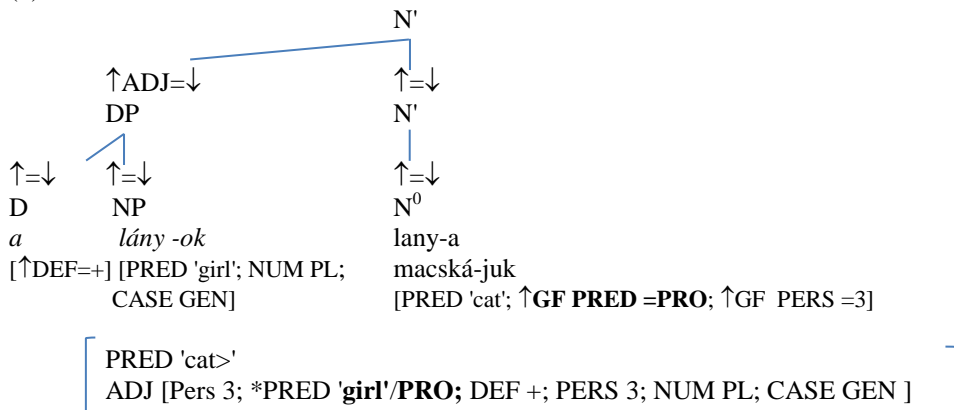 N'
↑ADJ=↓ ↑=↓
DP N'
↑=↓ ↑=↓ ↑=↓
D NP N⁰
a lány -ok lany-a
[↑DEF=+] [PRED 'girl'; NUM PL; macská-juk
CASE GEN] [PRED 'cat'; ↑GF PRED =PRO; ↑GF PERS =3]
PRED 'cat>'
ADJ [Pers 3; *PRED 'girl'/PRO; DEF +; PERS 3; NUM PL; CASE GEN ]